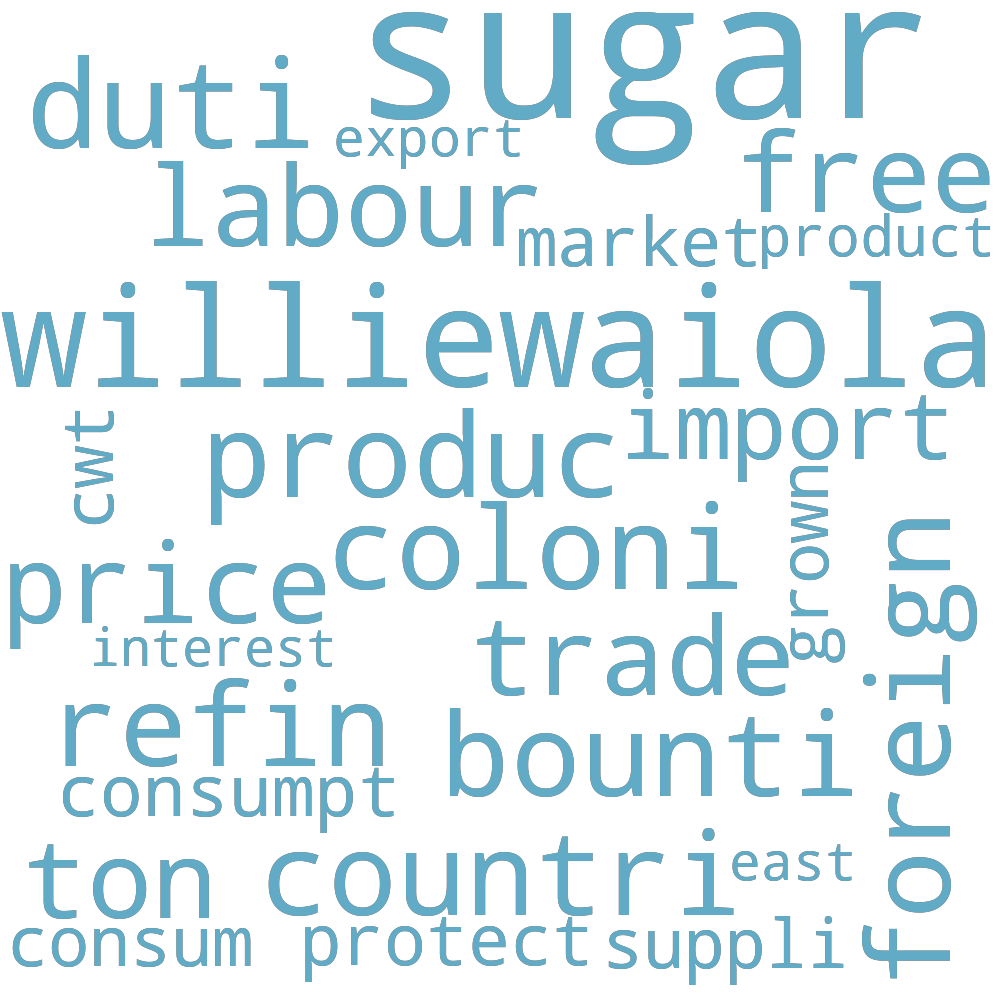 sugar
duti
export
free
labour
market
product
williewaiola
import
cwt
produc
grown
coloni
foreign
price
interest
trade
refin
bounti
consumpt
ton
countri
east
consum
protect
suppli